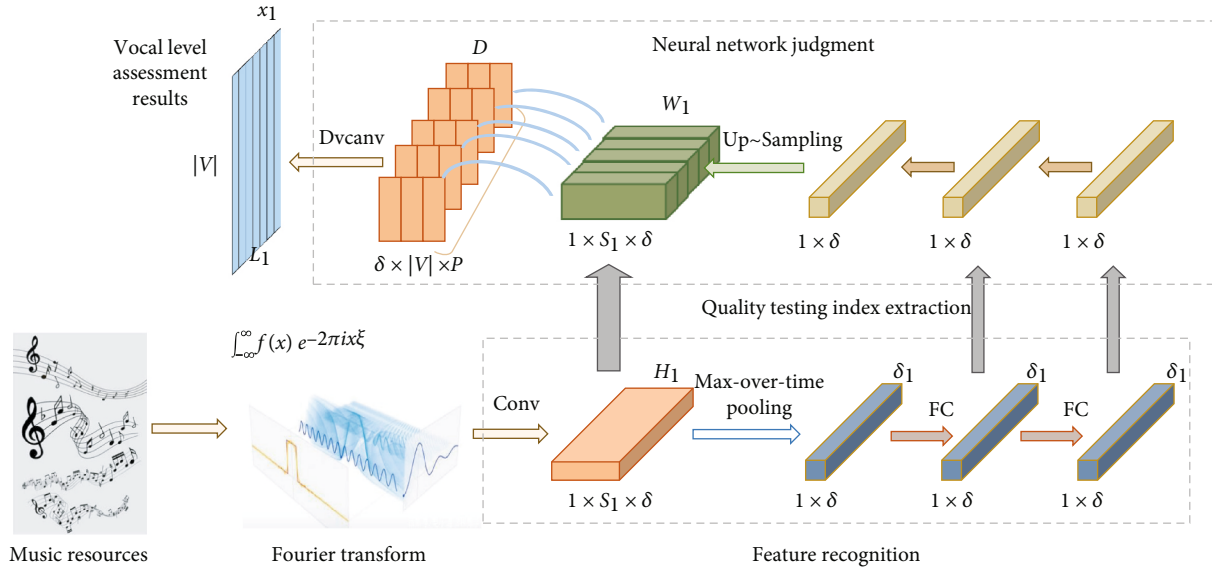 x1
Vocal level
assessment
results
|V|
L1
Dvcanv
D
δ × |V| ×P
Neural network judgment
W1
1 × S1 × δ
Up~Sampling
1 × δ
1 × δ
1 × δ
Quality testing index extraction
∫_{-∞}^{∞} f(x) e−2πixξ
Music resources
Fourier transform
Conv
H1
1 × S1 × δ
Max-over-time
pooling
δ1
FC
δ1
FC
δ1
1 × δ
1 × δ
1 × δ
Feature recognition